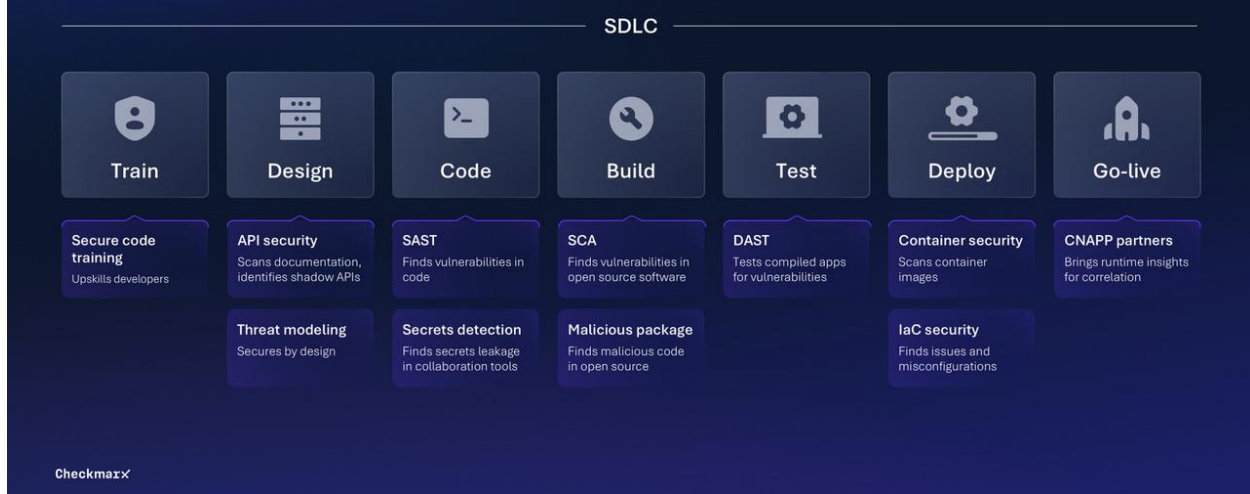 SDLC
Train
Design
Code
Build
Test
Deploy
Go-live
Secure code
training
Upskills developers
API security
Scans documentation,
identifies shadow APIs
Threat modeling
Secures by design
SAST
Finds vulnerabilities in
code
Secrets detection
Finds secrets leakage
in collaboration tools
SCA
Finds vulnerabilities in
open source software
Malicious package
Finds malicious code
in open source
DAST
Tests compiled apps
for vulnerabilities
Container security
Scans container
images
IaC security
Finds issues and
misconfigurations
CNAPP partners
Brings runtime insights
for correlation
Checkmarx